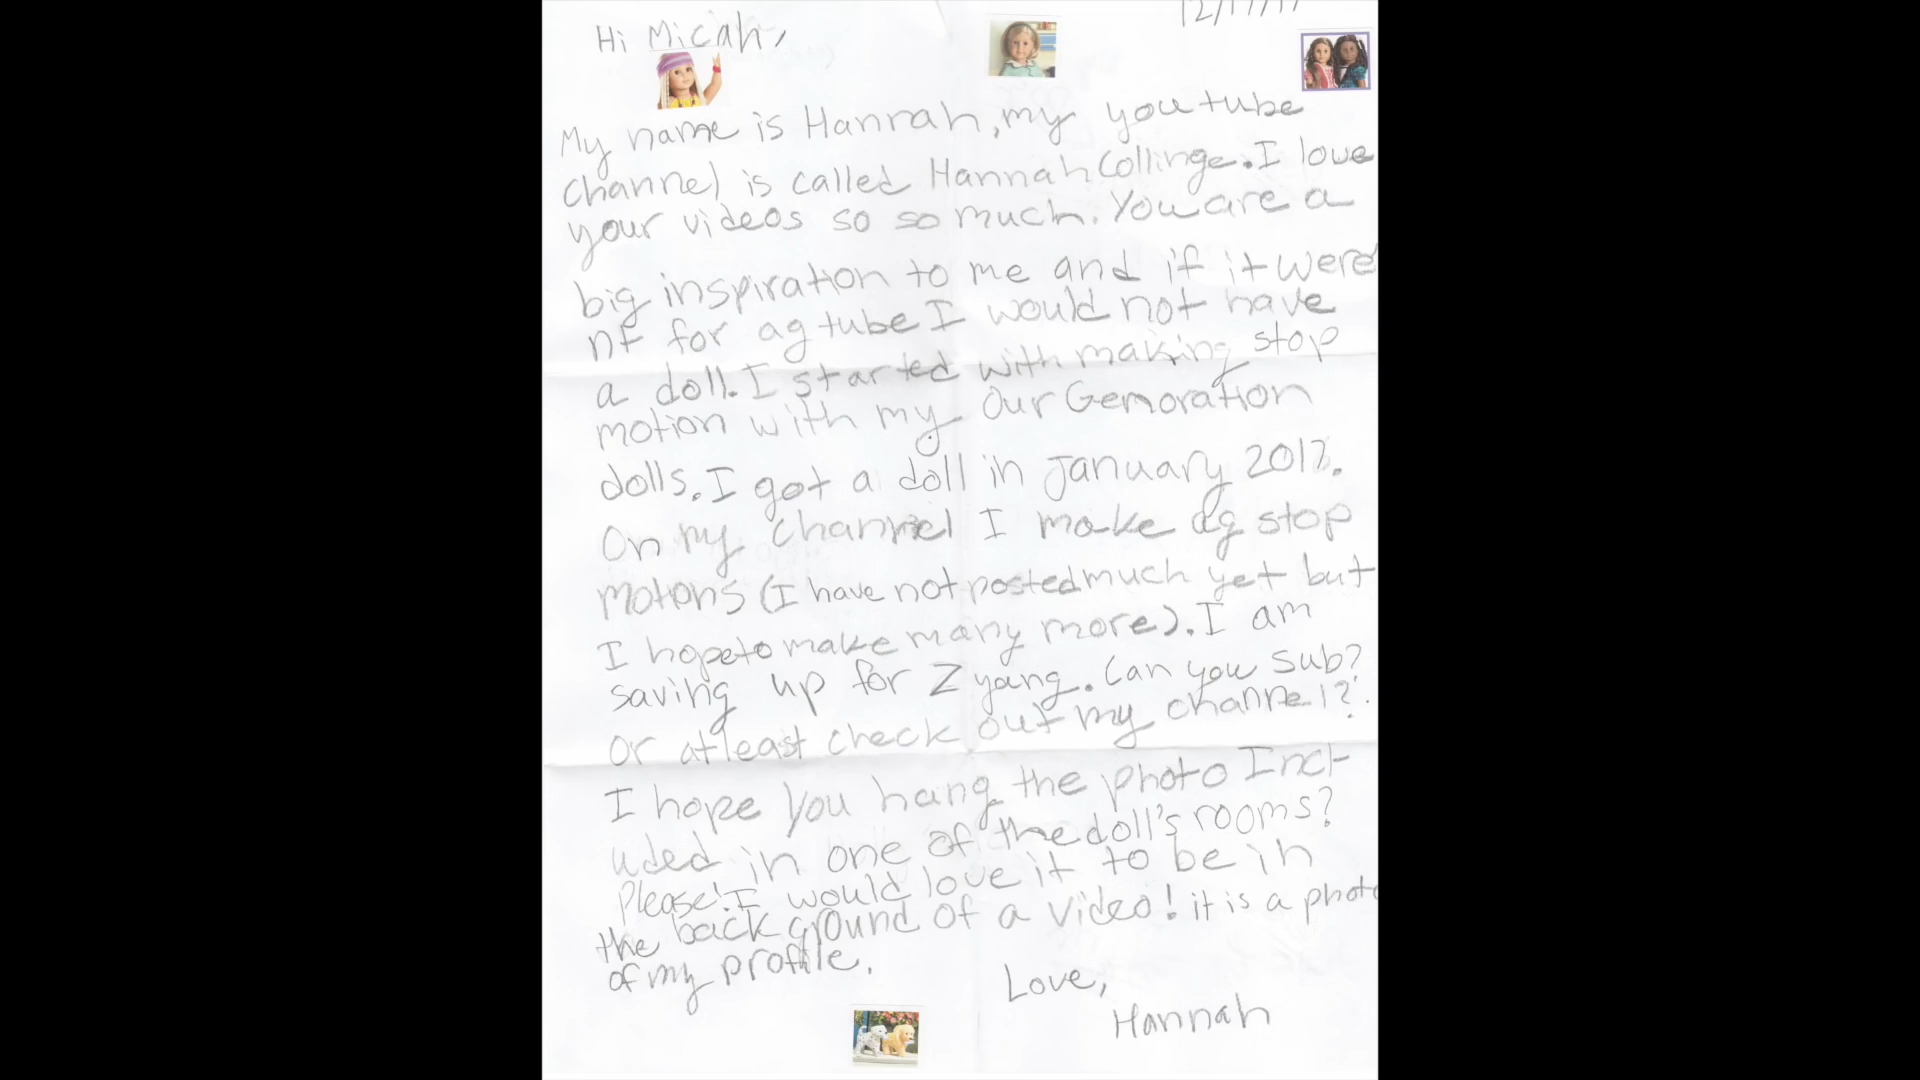 Hi Micah,
My name is Hannah, my youtube
channel is called Hannah Collinge. I love
your videos so so much. You are a
big inspiration to me and if it were
nt for ag tube I would not have
a doll. I started with making stop
motion with my Our Gemoration
dolls. I got a doll in January 2017.
On my channel I make ag stop
motions (I have not posted much yet but
I hope to make many more). I am
saving up for Z yang. Can you sub?
or atleast check out my channel?
I hope you hang the photo Incl-
uded in one of the doll's rooms?
Please! I would love it to be in
the background of a video! it is a photo
of my profile.
Love,
Hannah